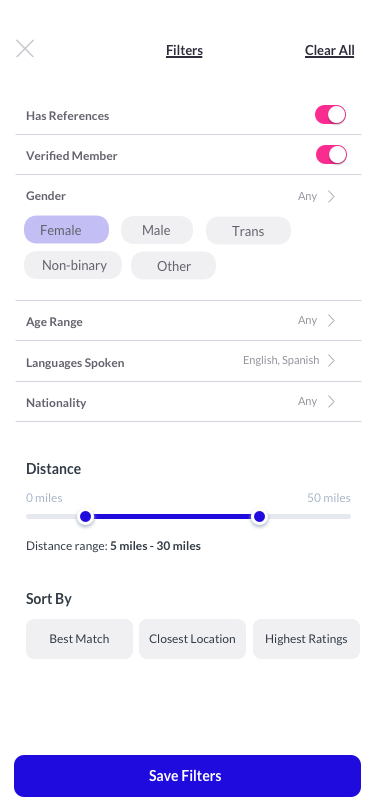 Filters Clear All
Has References
Verified Member
Gender Any
Female Male Trans
Non-binary Other
Age Range Any
Languages Spoken English, Spanish
Nationality Any
Distance
0 miles 50 miles
Distance range: 5 miles - 30 miles
Sort By
Best Match Closest Location Highest Ratings
Save Filters